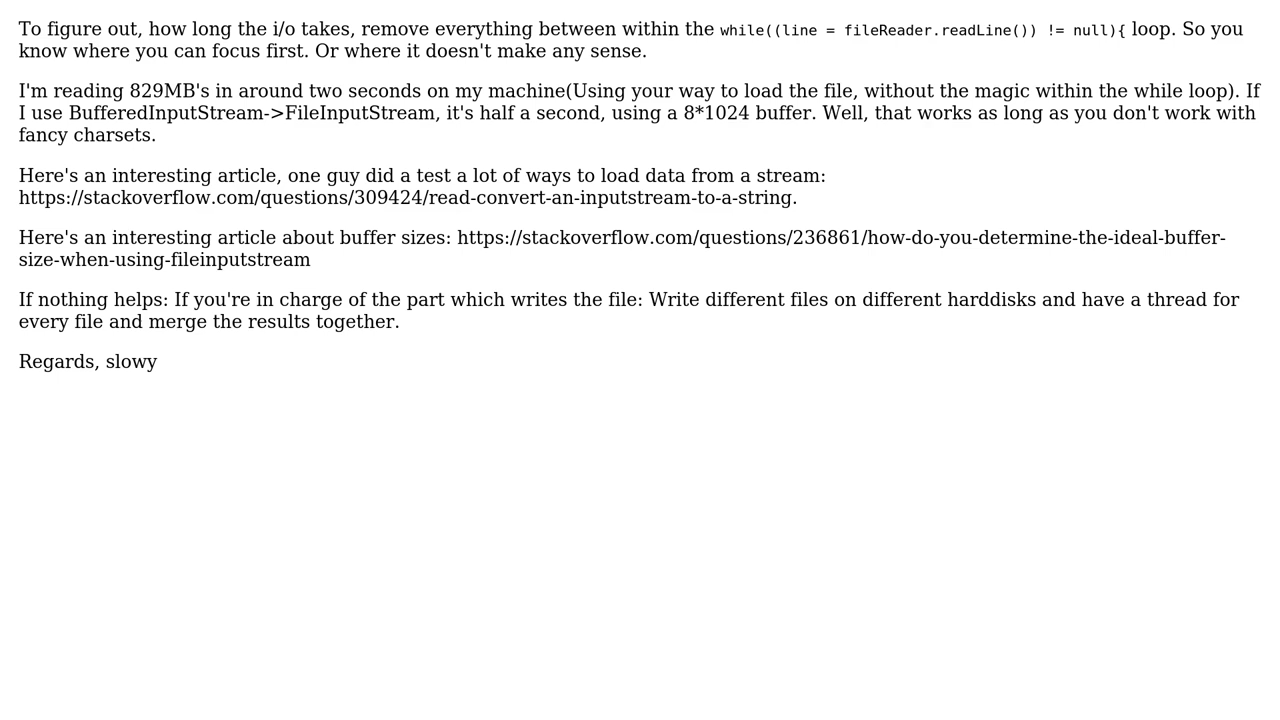 To figure out, how long the i/o takes, remove everything between within the while((line = fileReader.readLine()) != null){ loop. So you
know where you can focus first. Or where it doesn't make any sense.
I'm reading 829MB's in around two seconds on my machine(Using your way to load the file, without the magic within the while loop). If
I use BufferedInputStream->FileInputStream, it's half a second, using a 8*1024 buffer. Well, that works as long as you don't work with
fancy charsets.
Here's an interesting article, one guy did a test a lot of ways to load data from a stream:
https://stackoverflow.com/questions/309424/read-convert-an-inputstream-to-a-string.
Here's an interesting article about buffer sizes: https://stackoverflow.com/questions/236861/how-do-you-determine-the-ideal-buffer-
size-when-using-fileinputstream
If nothing helps: If you're in charge of the part which writes the file: Write different files on different harddisks and have a thread for
every file and merge the results together.
Regards, slowy